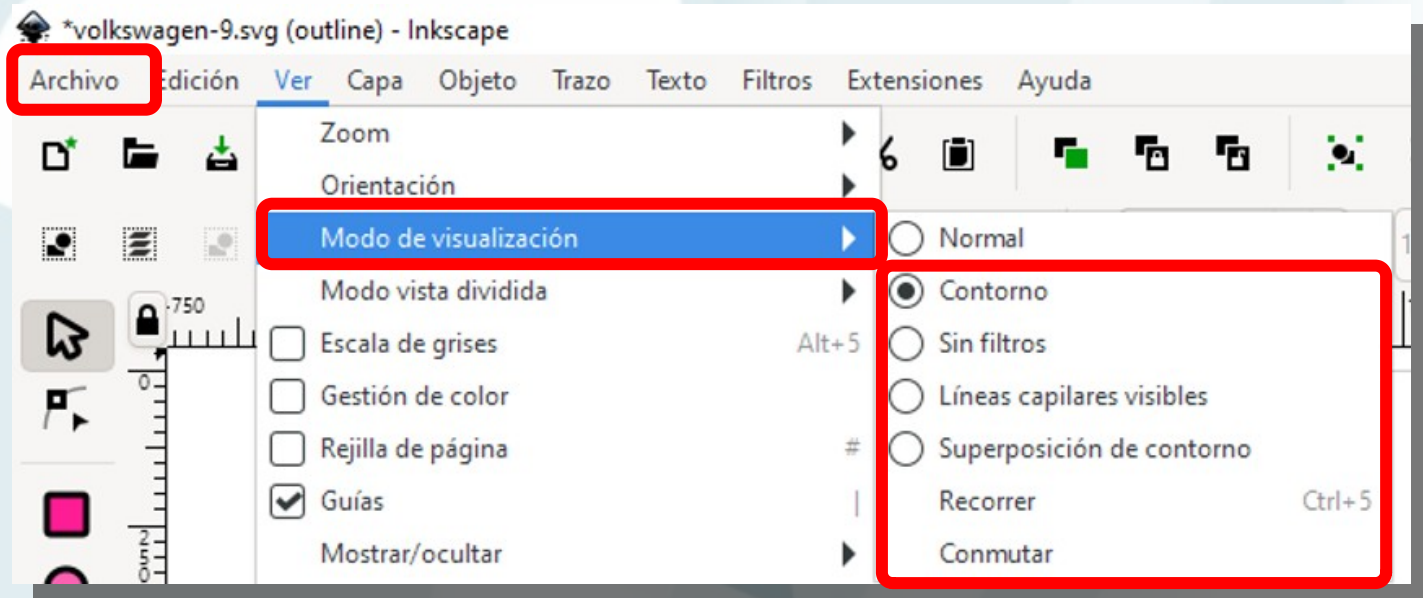 *volkswagen-9.svg (outline) - Inkscape
Archivo Edición Ver Capa Objeto Trazo Texto Filtros Extensiones Ayuda
Zoom
Orientación
Modo de visualización
Normal
Modo vista dividida
Contorno
-750
Escala de grises Alt+5
Sin filtros
0
Gestión de color
Líneas capilares visibles
Rejilla de página #
Superposición de contorno
Guías |
Recorrer Ctrl+5
250
Mostrar/ocultar
Conmutar